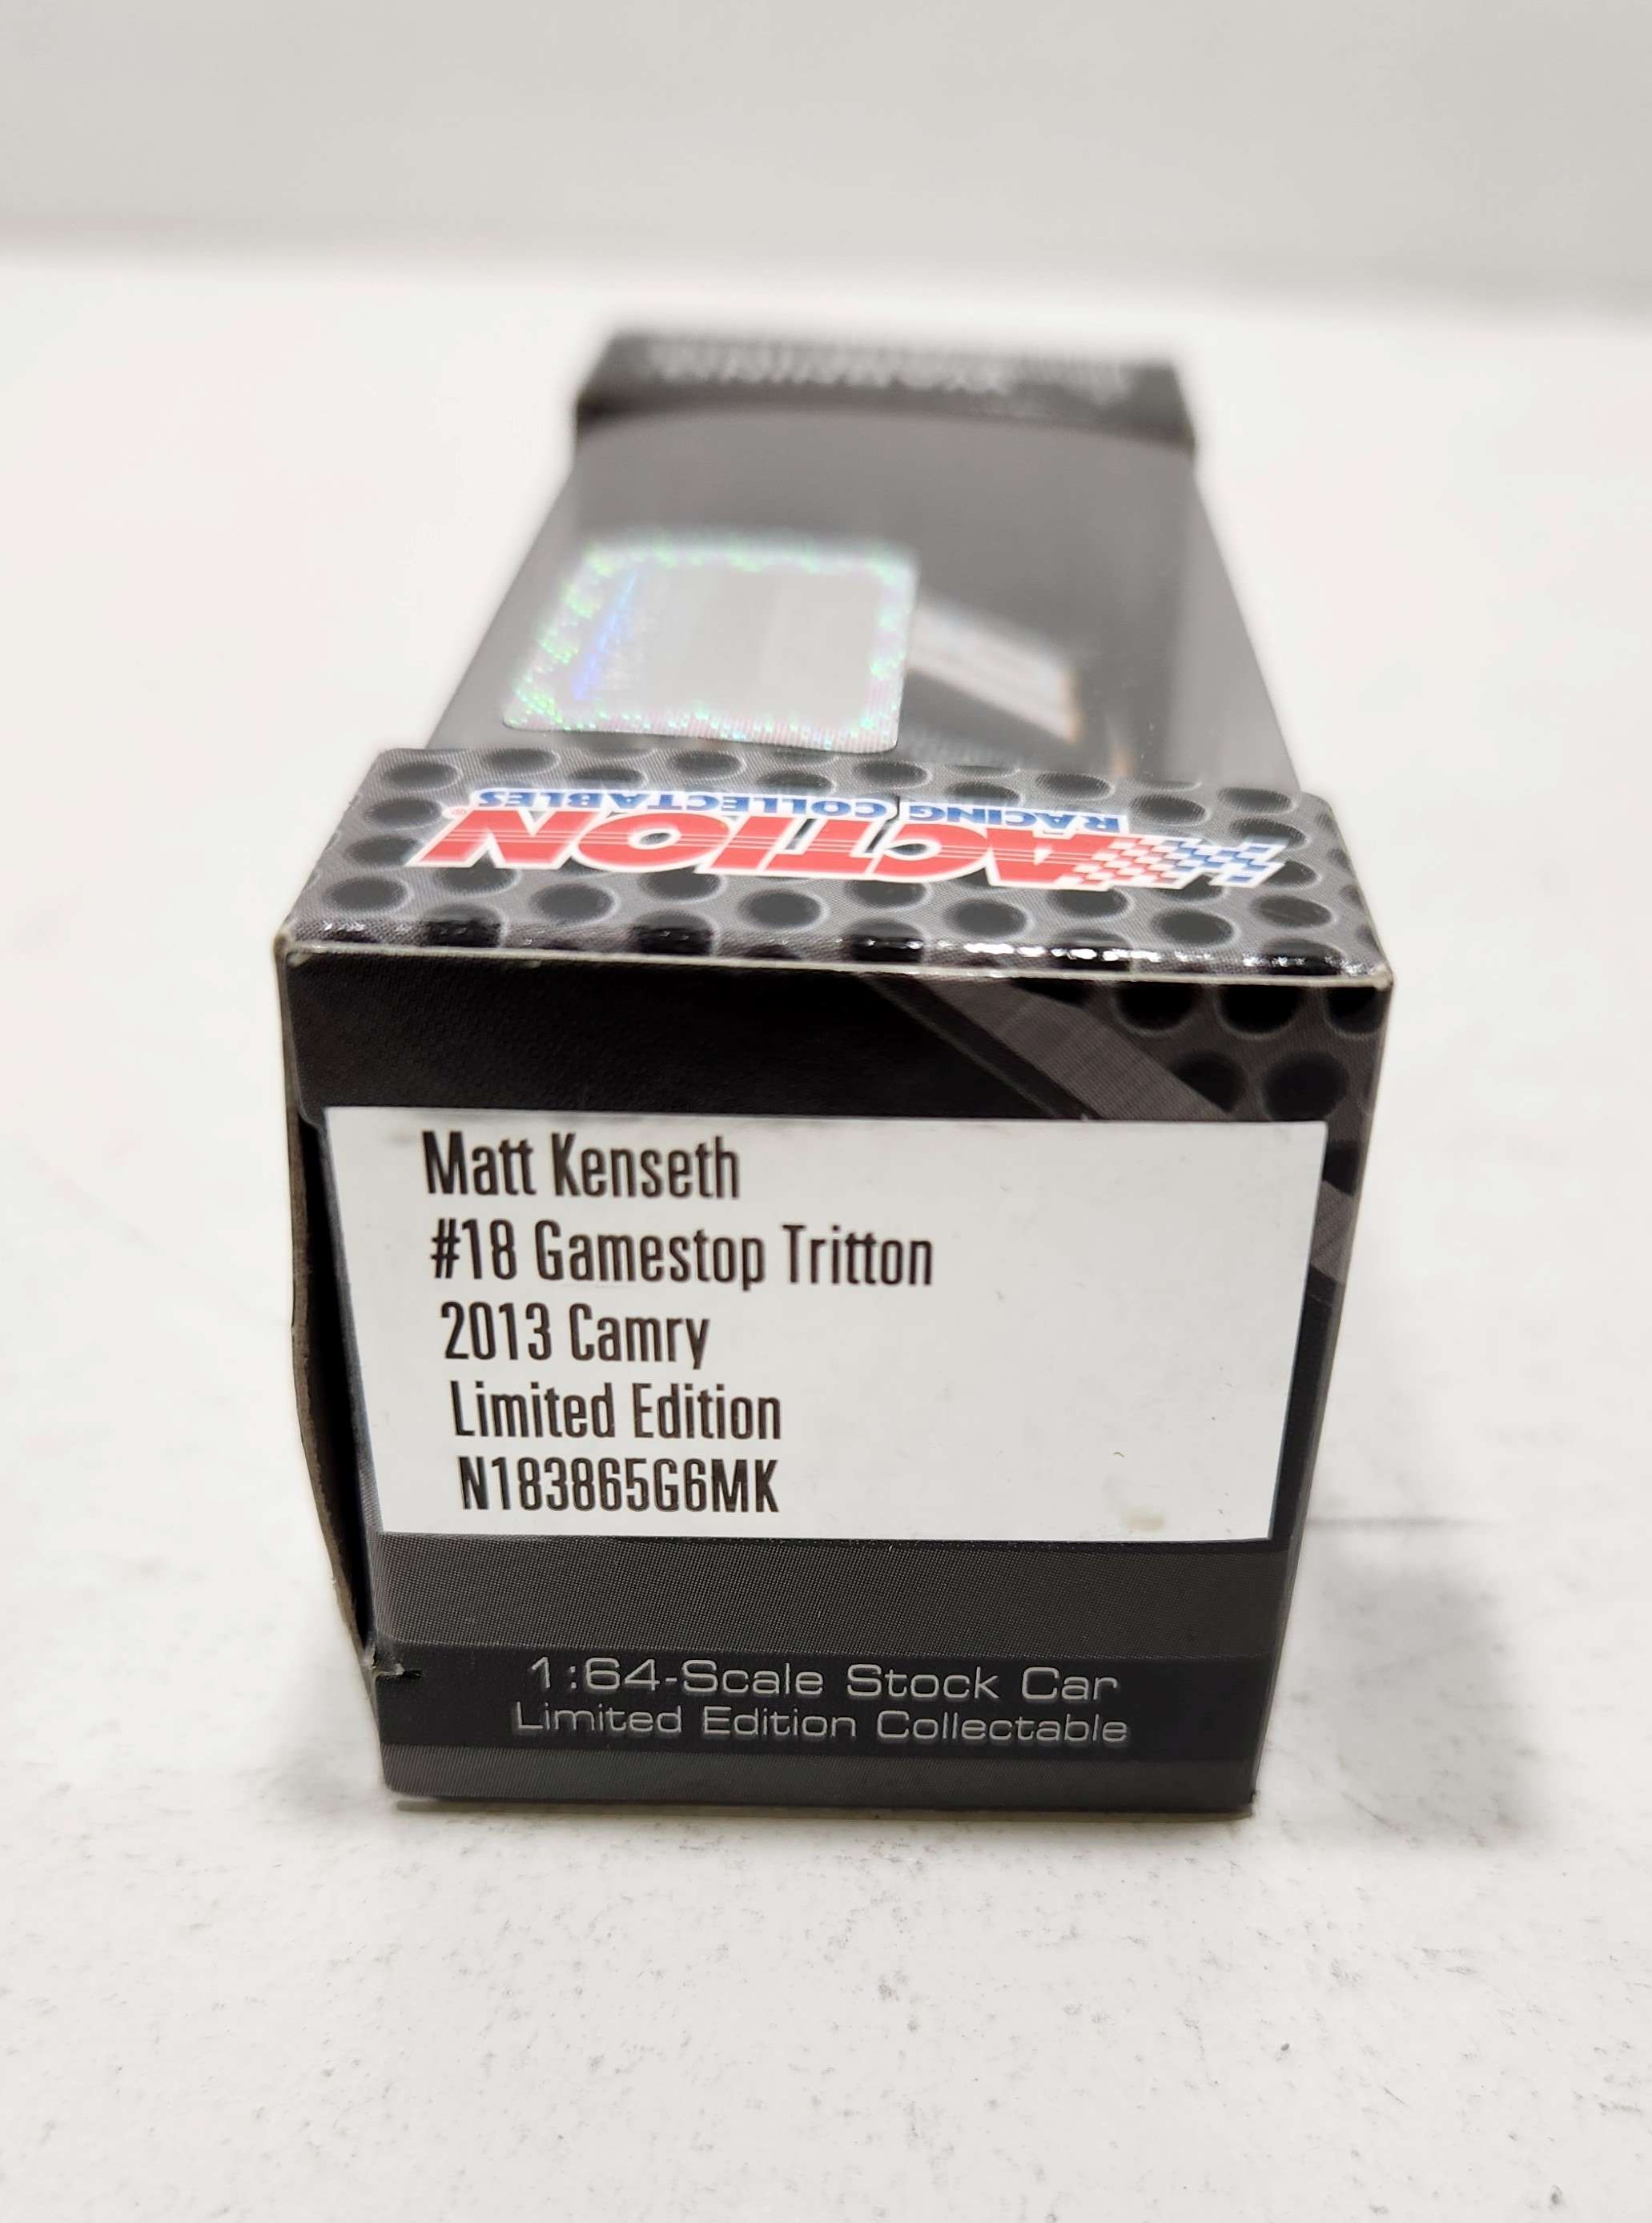 ACTION
RACING COLLECTABLES
Matt Kenseth
#18 Gamestop Tritton
2013 Camry
Limited Edition
N183865G6MK
1:64-Scale Stock Car
Limited Edition Collectable